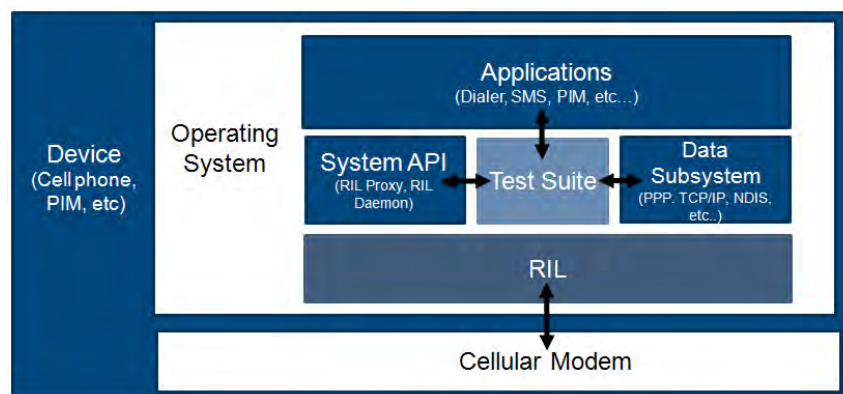 Applications
(Dialer, SMS, PIM, etc...)
Operating
System
Device
(Cell phone,
PIM, etc)
System API
(RIL Proxy, RIL
Daemon)
Test Suite
Data
Subsystem
(PPP. TCP/IP, NDIS,
etc..)
RIL
Cellular Modem